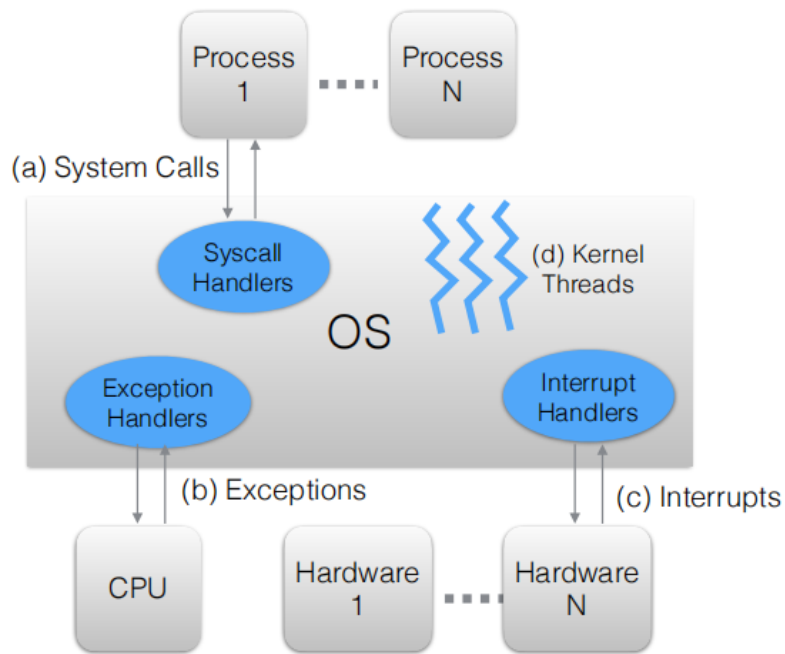 Process
1
Process
N
(a) System Calls
Syscall
Handlers
(d) Kernel
Threads
OS
Exception
Handlers
Interrupt
Handlers
(b) Exceptions
(c) Interrupts
CPU
Hardware
1
Hardware
N